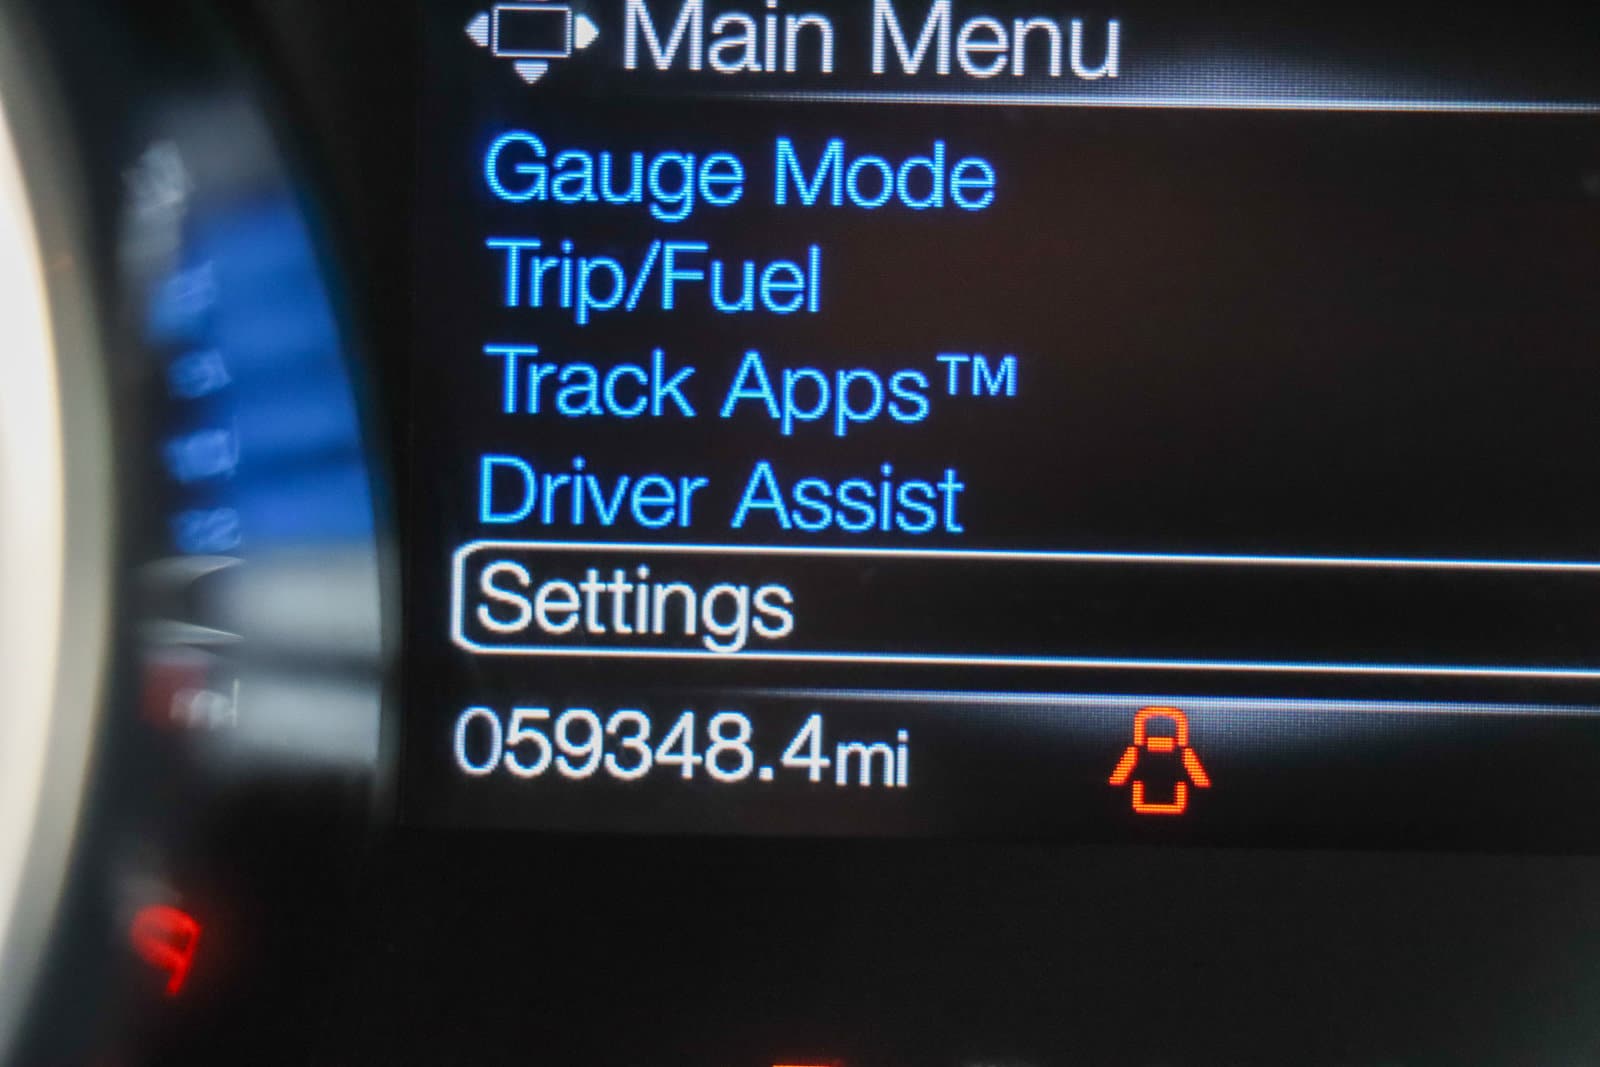 Main Menu
Gauge Mode
Trip/Fuel
Track Apps™
Driver Assist
Settings
059348.4mi